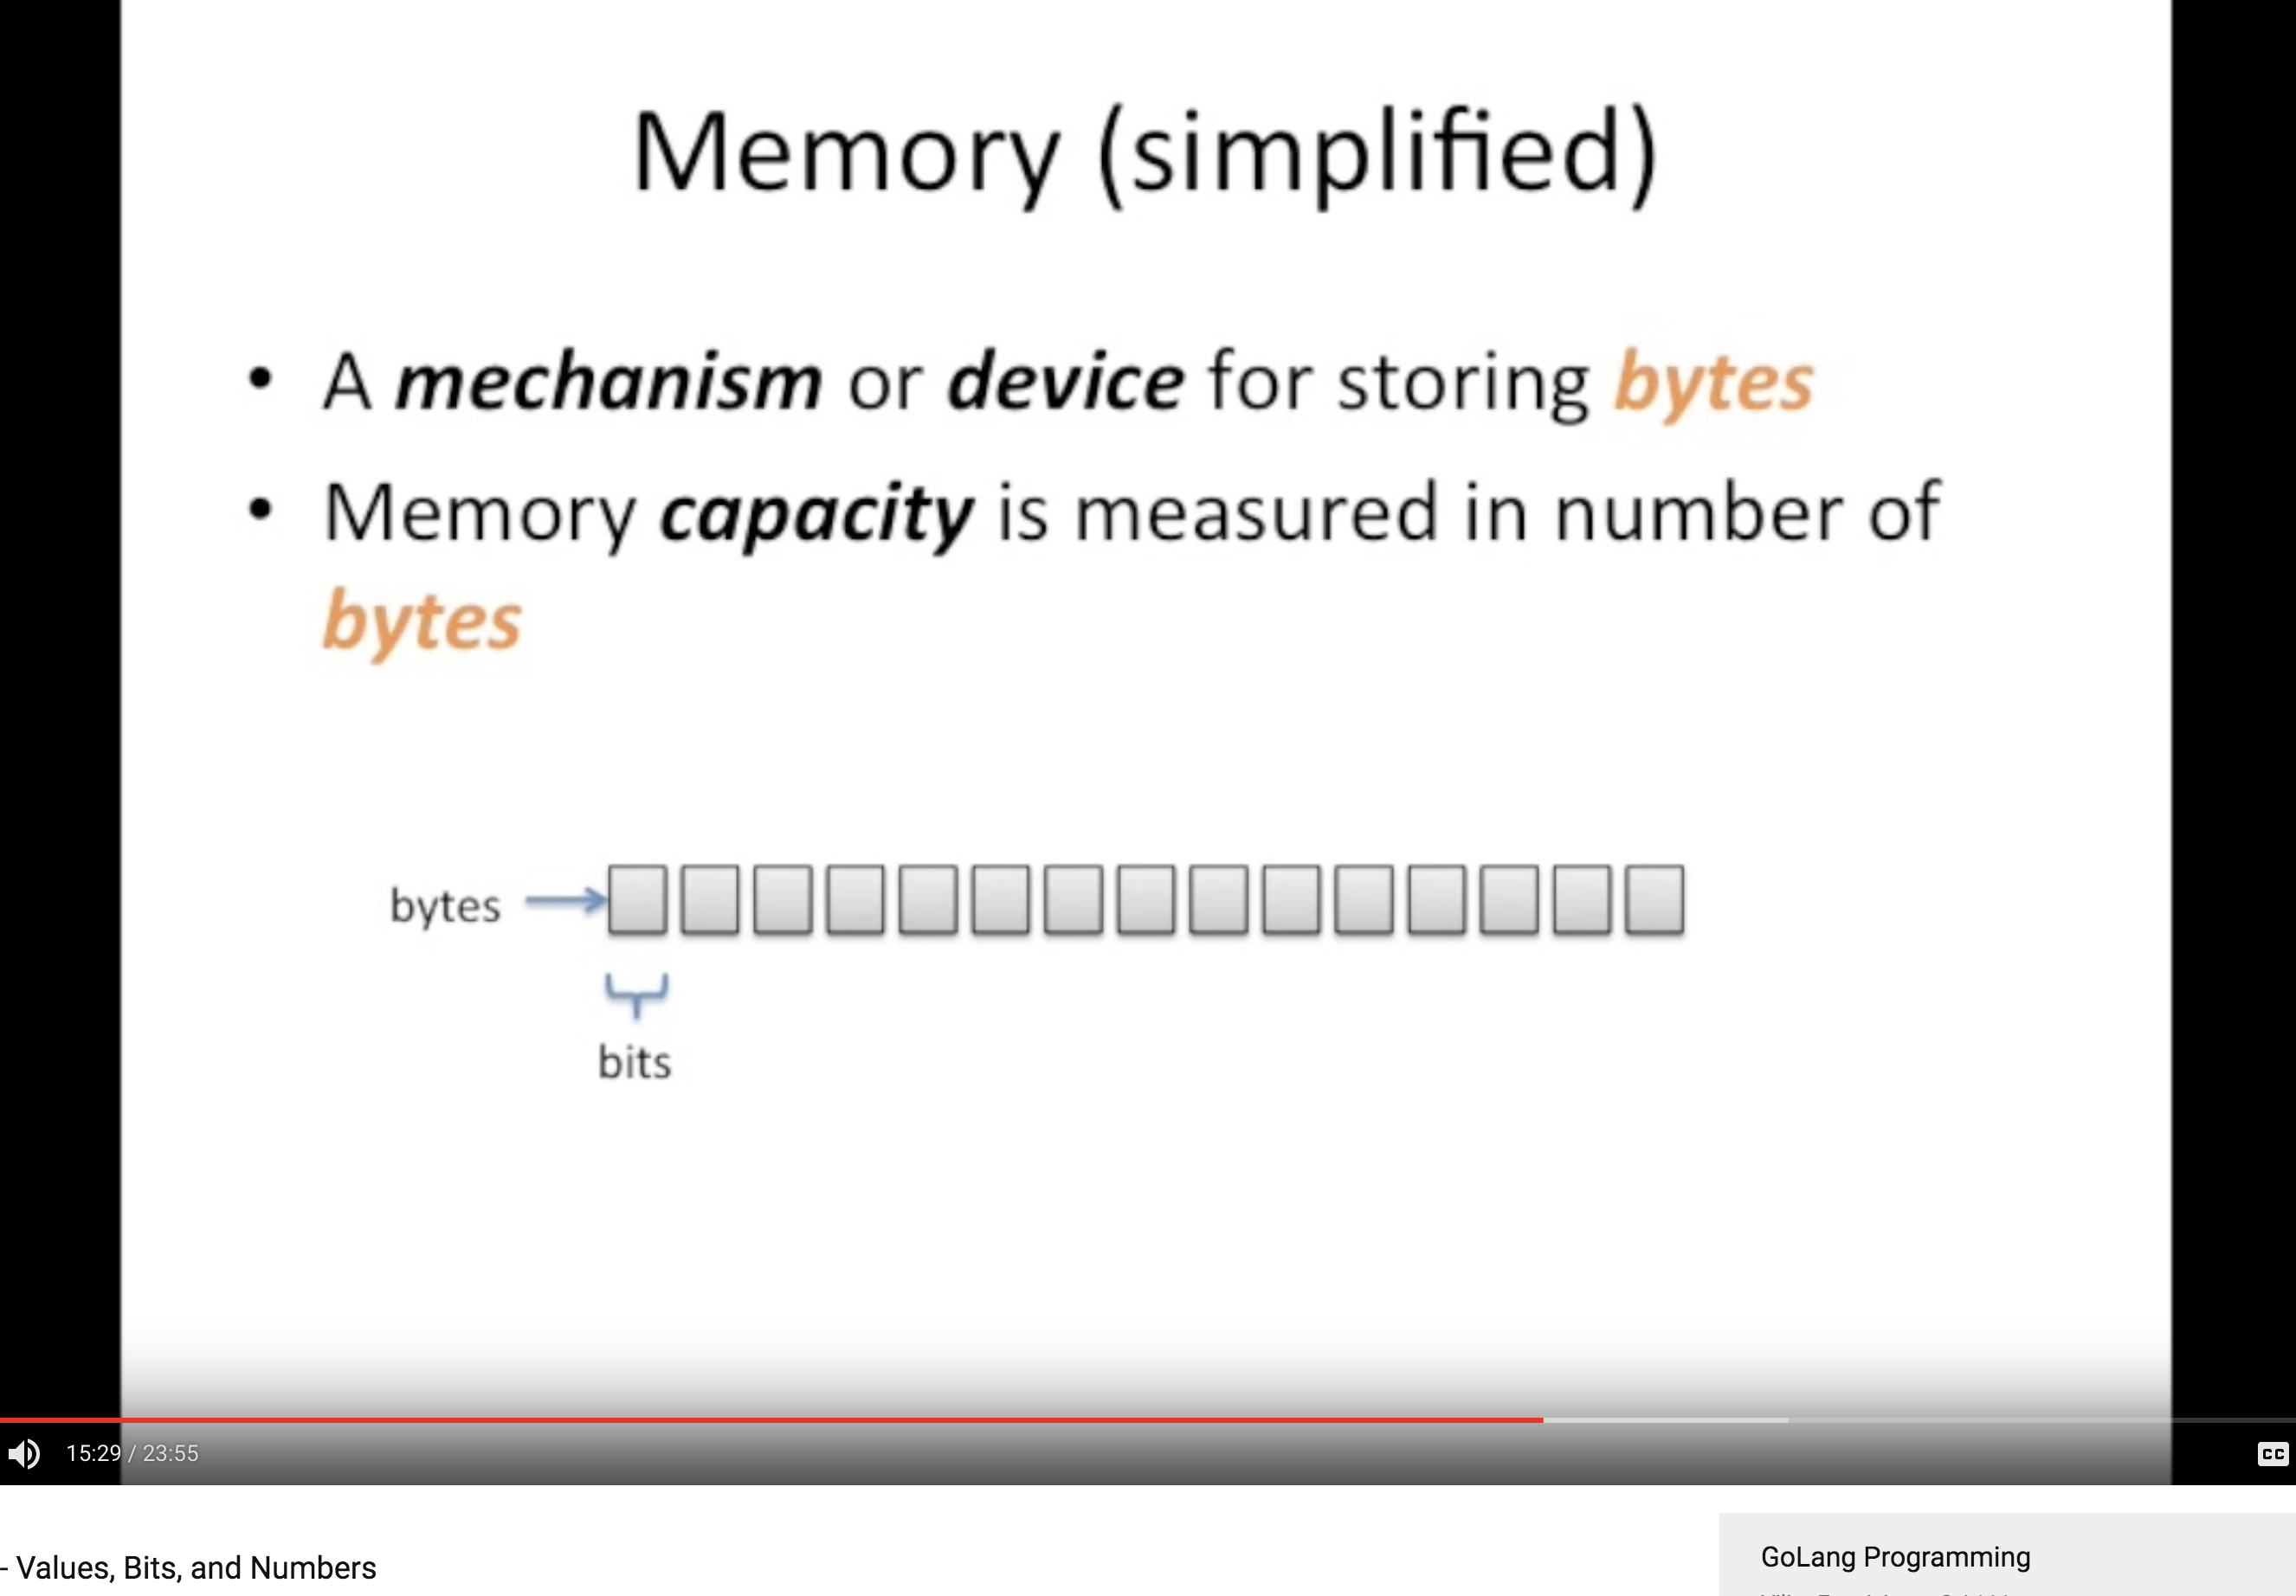 Memory (simplified)
• A mechanism or device for storing bytes
• Memory capacity is measured in number of
bytes
bytes
bits
15:29 / 23:55
CC
- Values, Bits, and Numbers
GoLang Programming